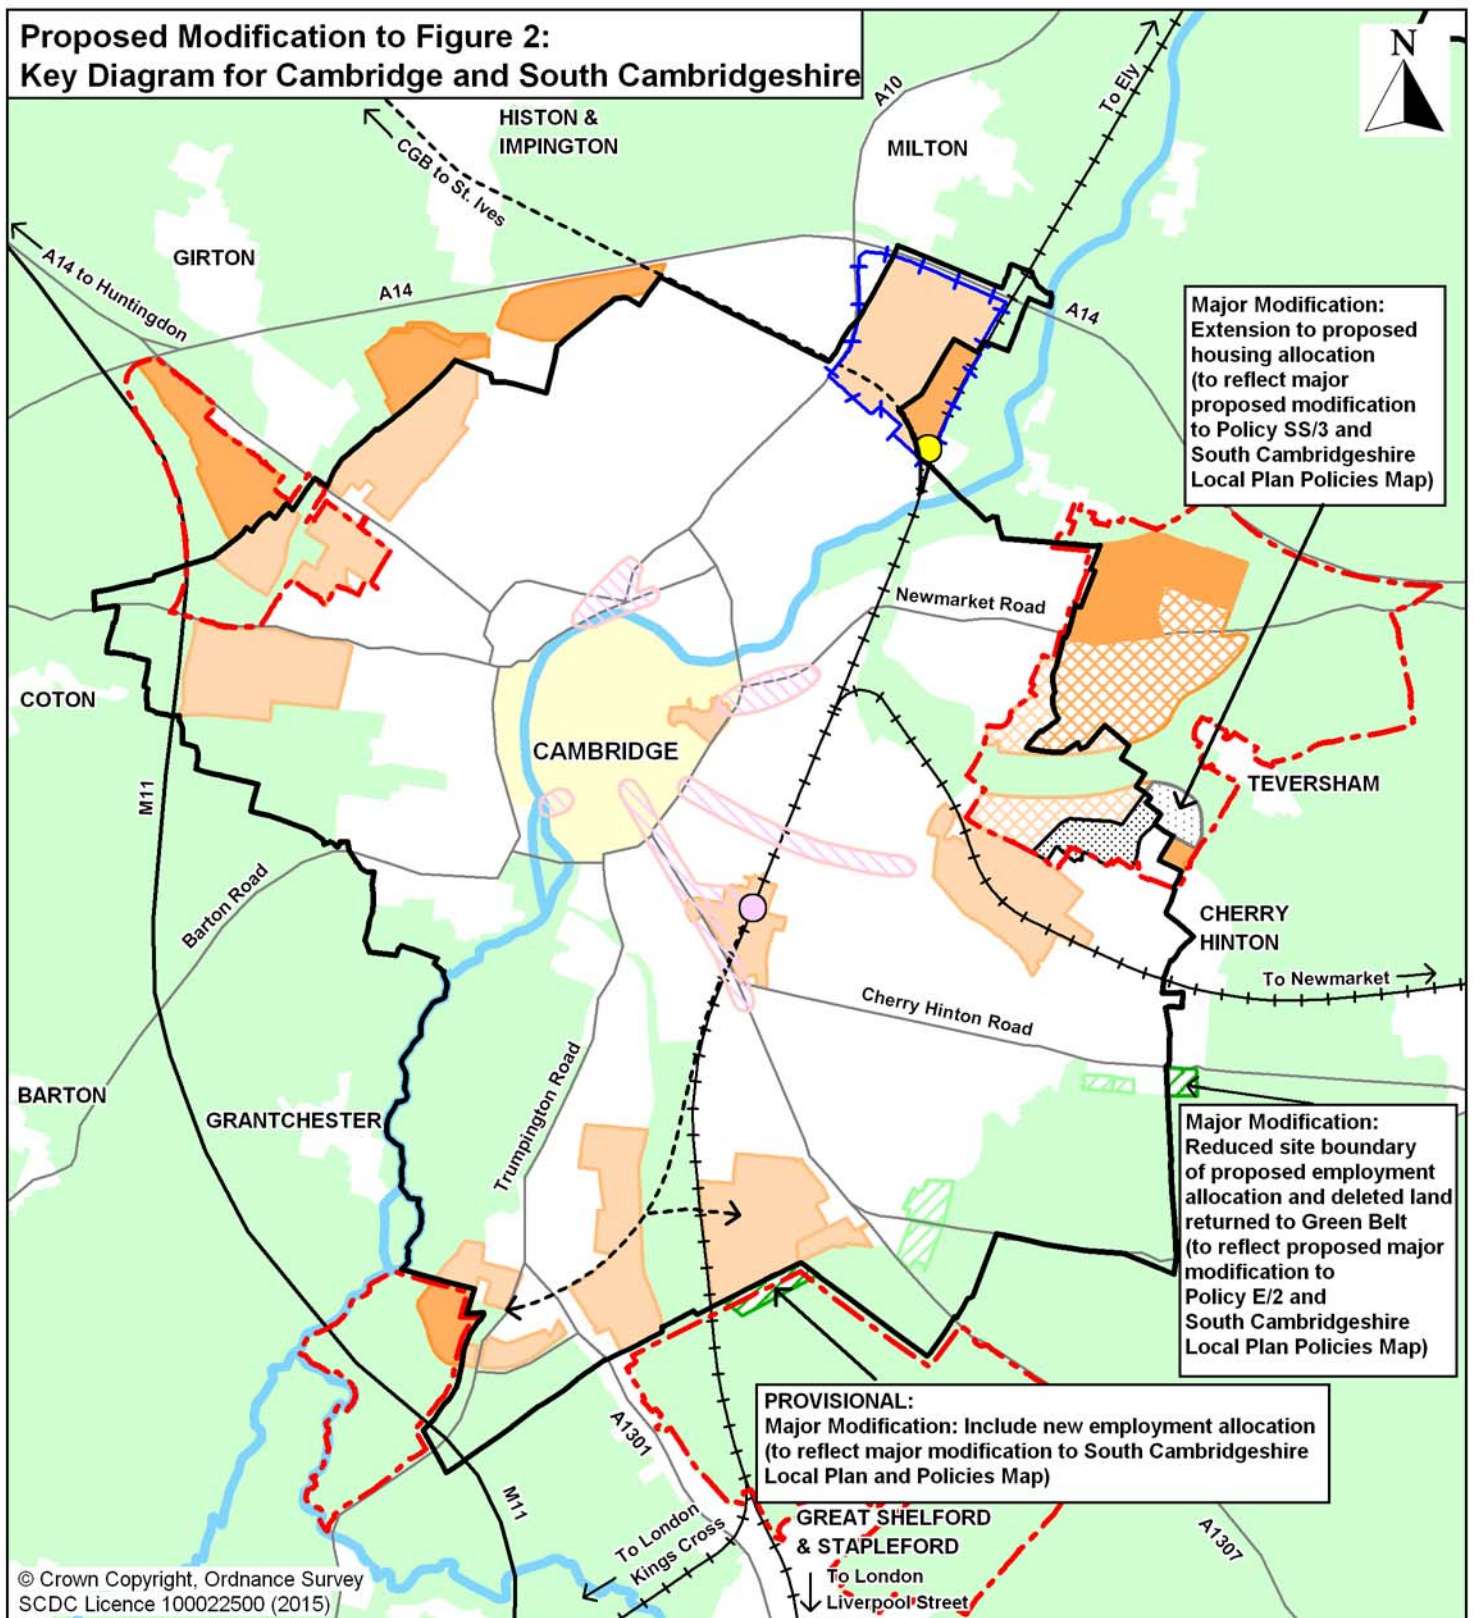 Proposed Modification to Figure 2:
Key Diagram for Cambridge and South Cambridgeshire
N
A10
To Ely
HISTON &
IMPINGTON
MILTON
CGB to St. Ives
GIRTON
A14 to Huntingdon
A14
A14
Major Modification:
Extension to proposed
housing allocation
(to reflect major
proposed modification
to Policy SS/3 and
South Cambridgeshire
Local Plan Policies Map)
Newmarket Road
COTON
CAMBRIDGE
TEVERSHAM
M11
Barton Road
CHERRY
HINTON
To Newmarket
Cherry Hinton Road
BARTON
GRANTCHESTER
Trumpington Road
Major Modification:
Reduced site boundary
of proposed employment
allocation and deleted land
returned to Green Belt
(to reflect proposed major
modification to
Policy E/2 and
South Cambridgeshire
Local Plan Policies Map)
PROVISIONAL:
Major Modification: Include new employment allocation
(to reflect major modification to South Cambridgeshire
Local Plan and Policies Map)
A1301
M11
To London
Kings Cross
GREAT SHELFORD
& STAPLEFORD
A1307
To London
Liverpool Street
© Crown Copyright, Ordnance Survey
SCDC Licence 100022500 (2015)